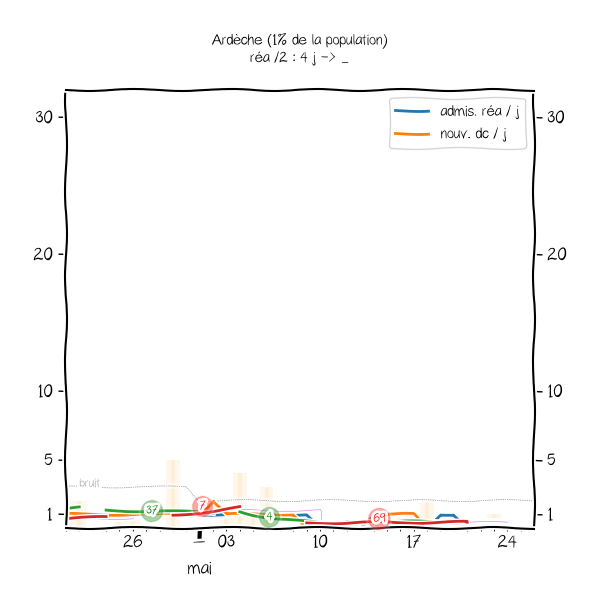 Ardèche (1% de la population)
réa /2 : 4 j -> _
admis. réa / j
nouv. dc / j
30 30
20 20
10 10
5 5
bruit
37 7 4 69
1 1
26 1 03 10 17 24
mai